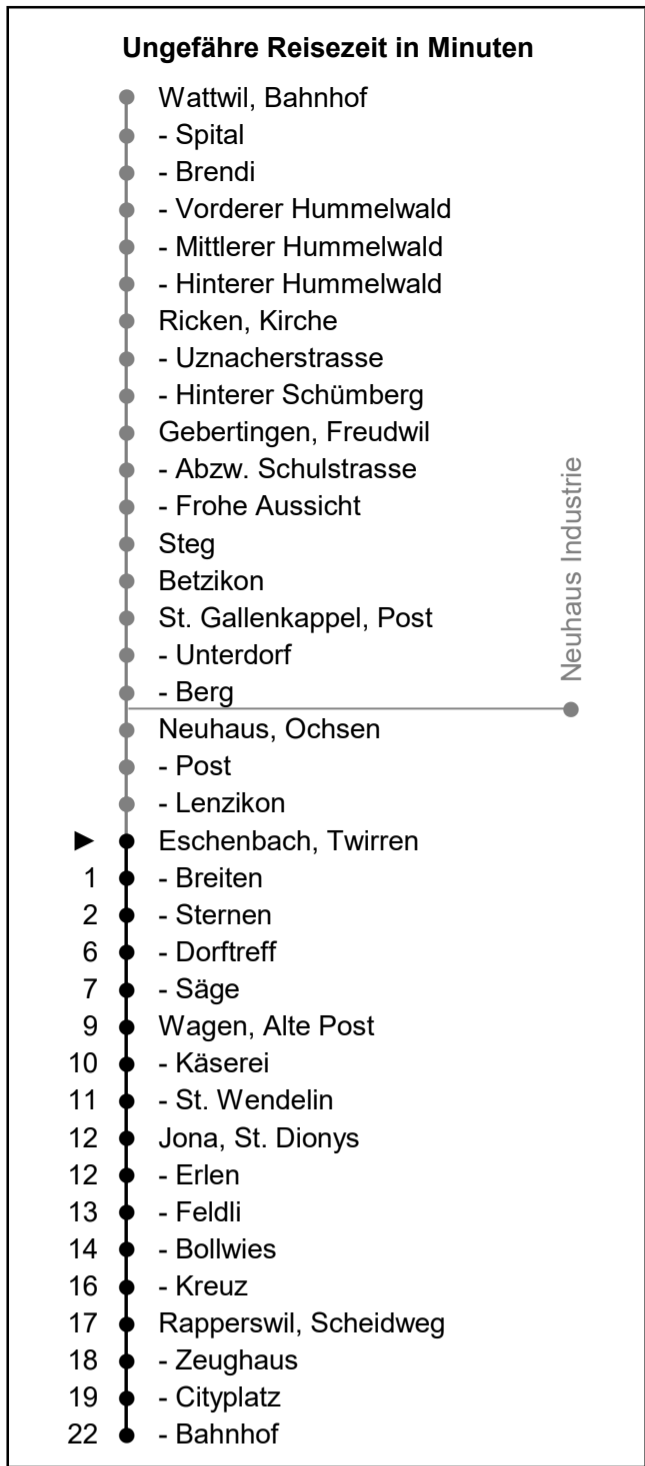 Ungefähre Reisezeit in Minuten
Wattwil, Bahnhof
- Spital
- Brendi
- Vorderer Hummelwald
- Mittlerer Hummelwald
- Hinterer Hummelwald
Ricken, Kirche
- Uznacherstrasse
- Hinterer Schümberg
Gebertingen, Freudwil
- Abzw. Schulstrasse
- Frohe Aussicht
Steg
Betzikon
St. Gallenkappel, Post
- Unterdorf
- Berg
Neuhaus Industrie
Neuhaus, Ochsen
- Post
- Lenzikon
► Eschenbach, Twirren
1 - Breiten
2 - Sternen
6 - Dorftreff
7 - Säge
9 Wagen, Alte Post
10 - Käserei
11 - St. Wendelin
12 Jona, St. Dionys
12 - Erlen
13 - Feldli
14 - Bollwies
16 - Kreuz
17 Rapperswil, Scheidweg
18 - Zeughaus
19 - Cityplatz
22 - Bahnhof